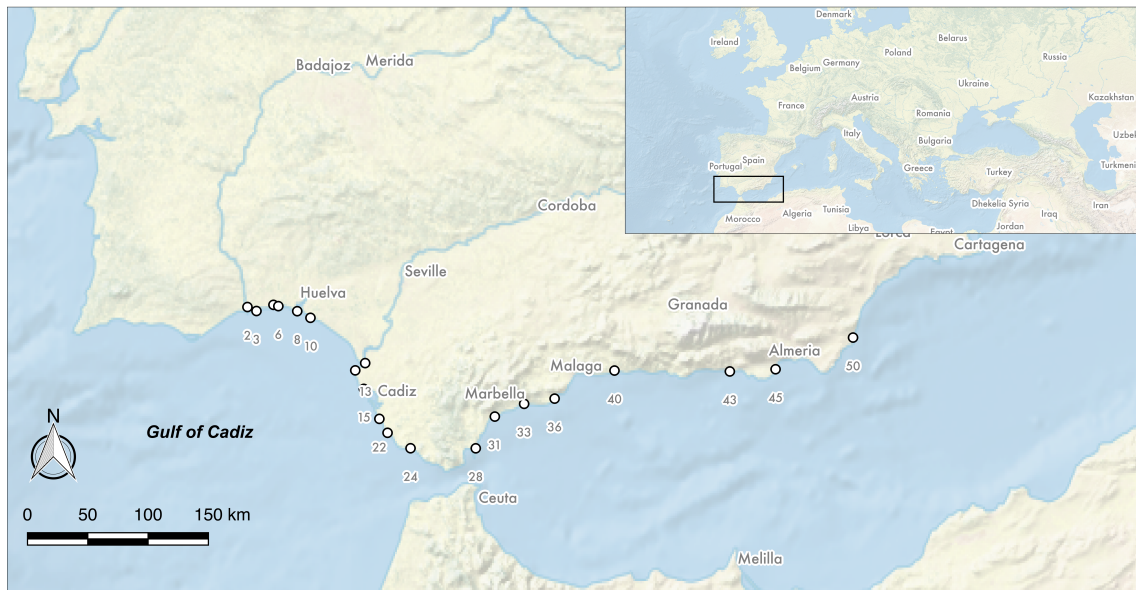 Denmark
Ireland
Belarus
Poland
Russia
Belgium
Germany
Ukraine
Kazakhstan
France
Austria
Romania
Italy
Bulgaria
Uzbek
Portugal
Spain
Greece
Turkey
Turkmeni
Dhekelia
Syria
Iran
Morocco
Algeria
Tunisia
Iraq
Libya
Egypt
Jordan
Badajoz
Merida
Cordoba
Lorca
Cartagena
Seville
Huelva
Granada
2
3
6
8
10
50
Almeria
Malaga
13
Cadiz
Marbella
40
43
45
15
33
36
N
Gulf of Cadiz
22
31
24
28
Ceuta
0 50 100 150 km
Melilla